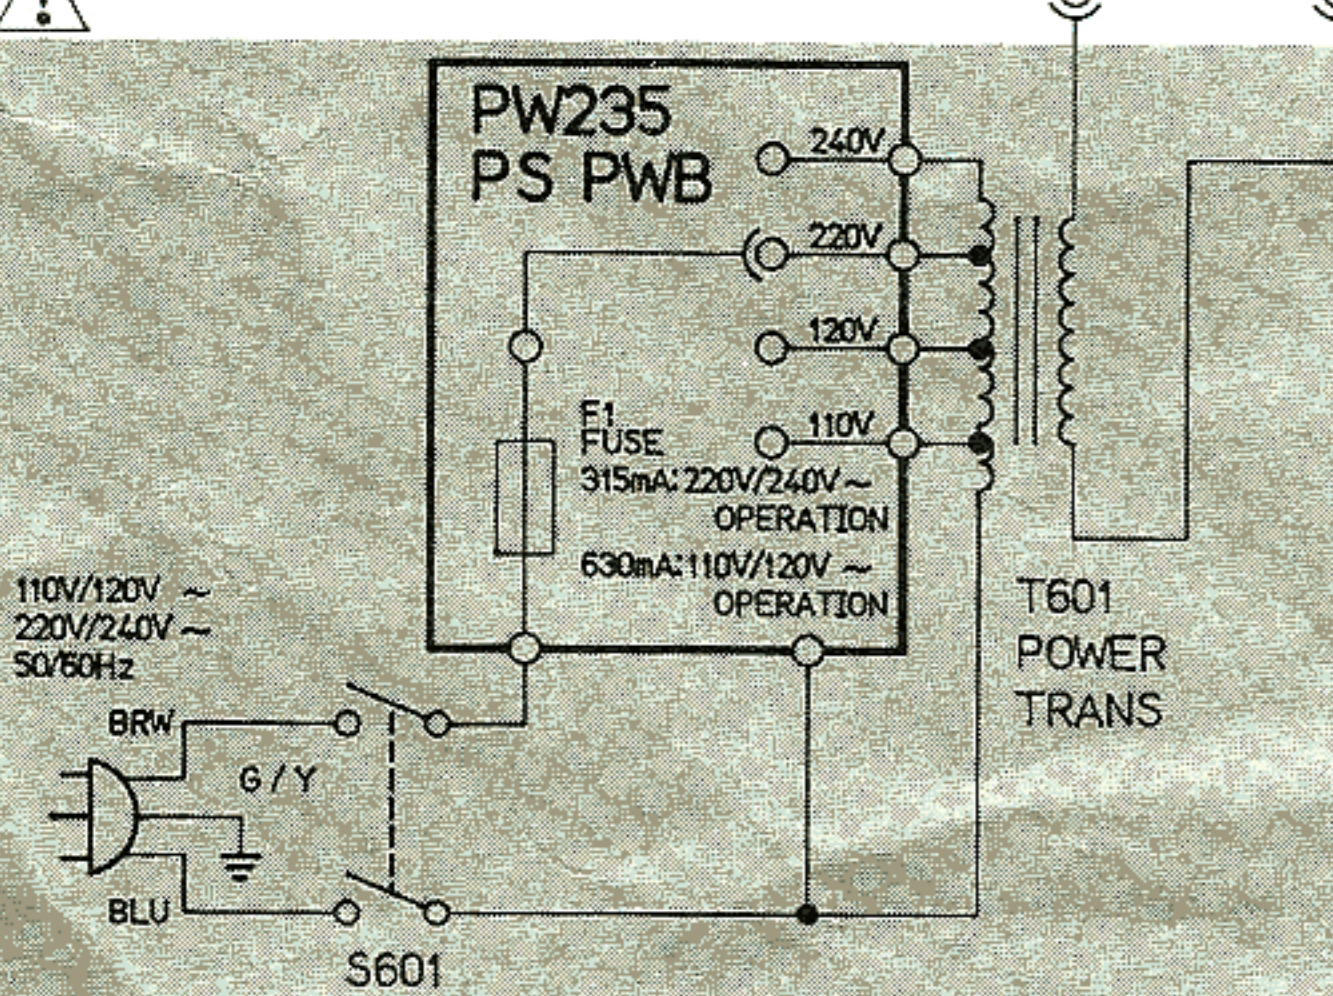 PW235
PS PWB
240V
220V
120V
110V
F1
FUSE
315mA:220V/240V~
OPERATION
630mA:110V/120V ~
OPERATION
110V/120V ~
220V/240V~
50/60Hz
BRW
G / Y
BLU
S601
T601
POWER
TRANS